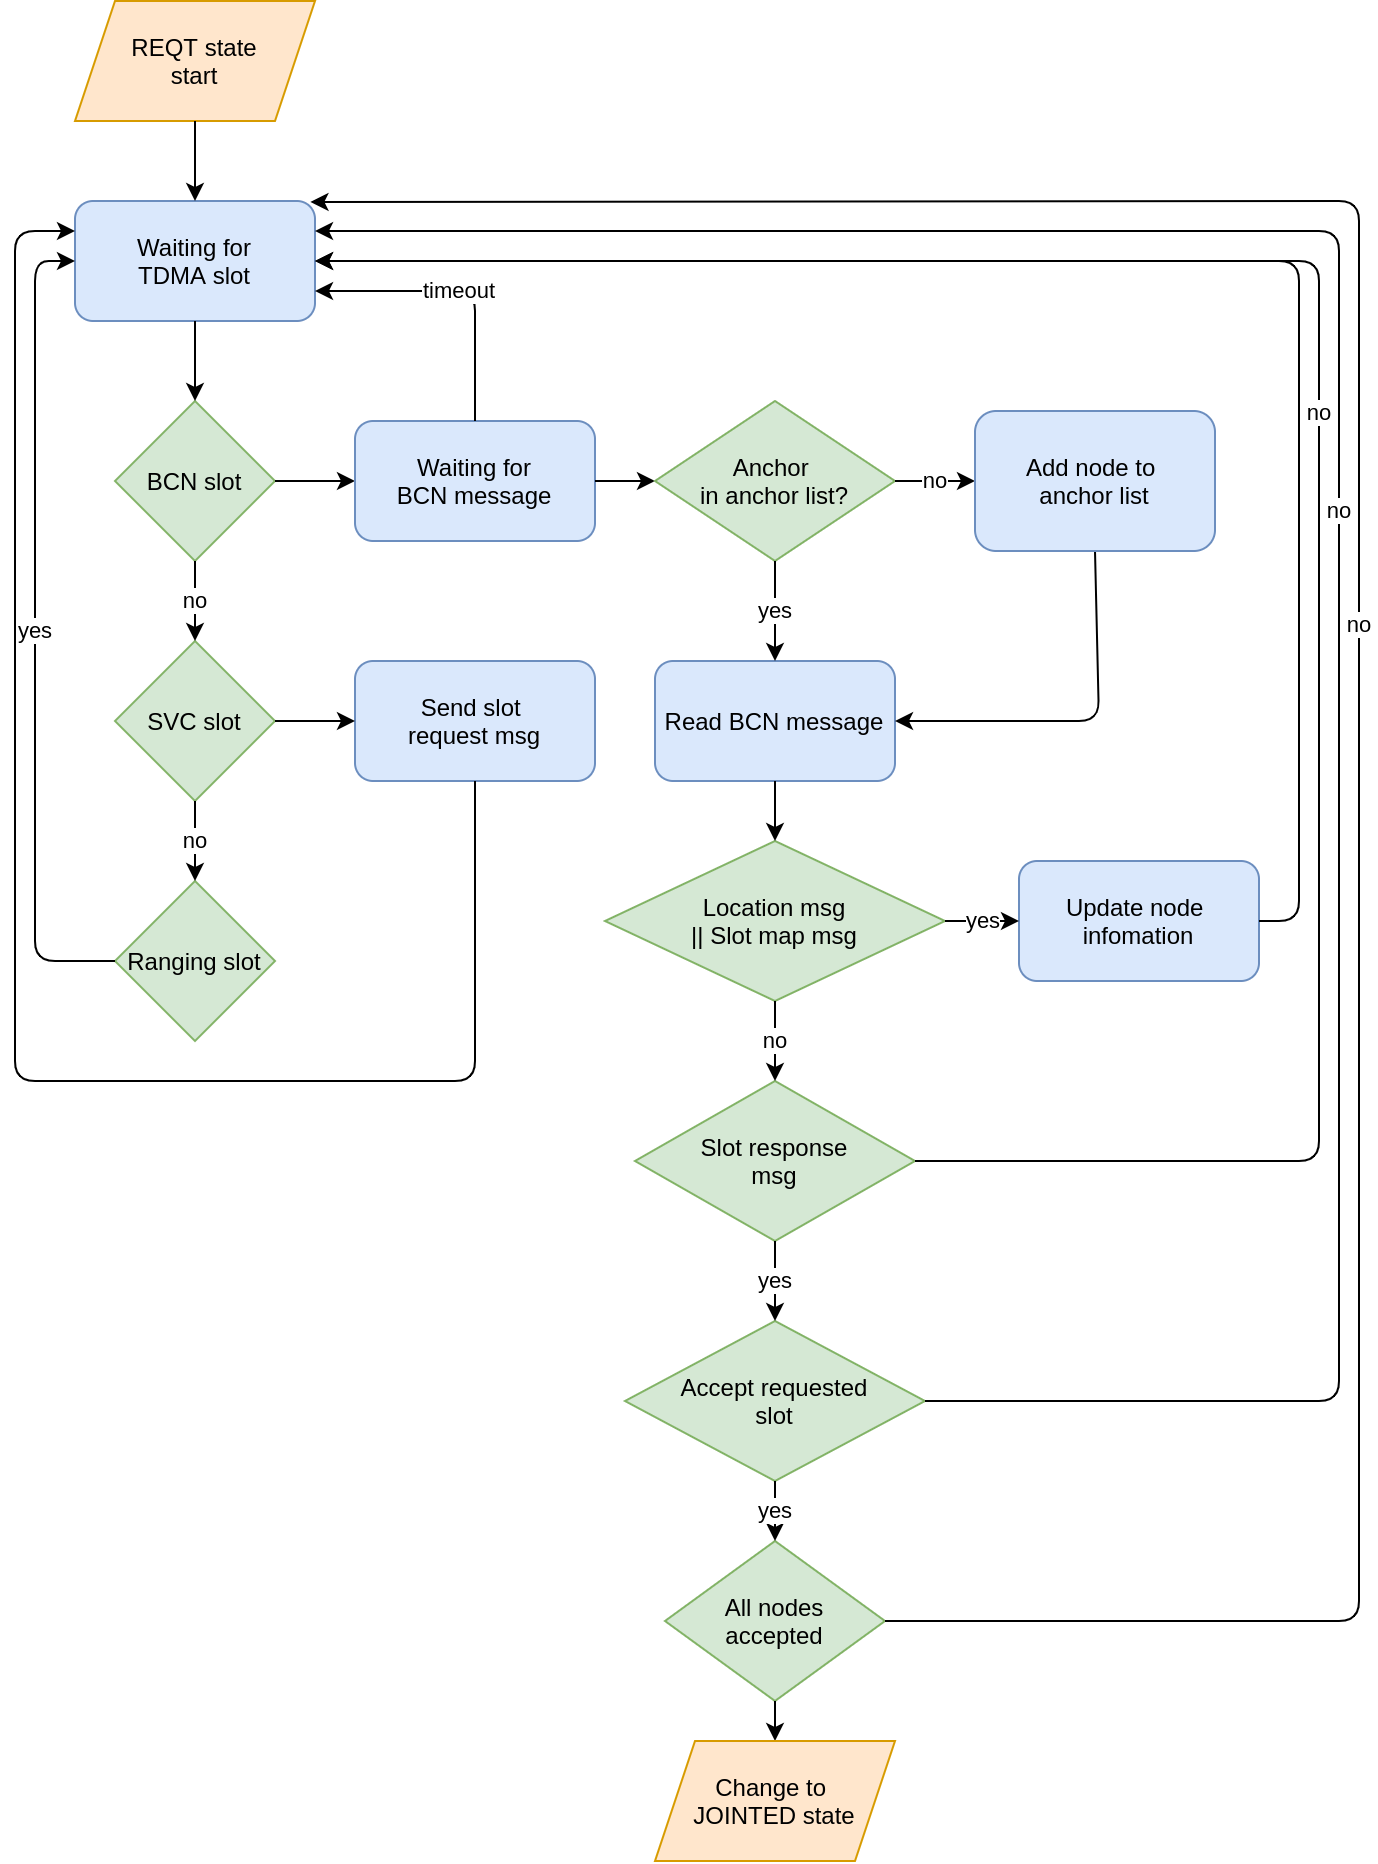 REQT state
start
Waiting for
TDMA slot
timeout
BCN slot
Waiting for
BCN message
Anchor
in anchor list?
no
Add node to
anchor list
no
no
no
yes
no
yes
SVC slot
Send slot
request msg
Read BCN message
no
Ranging slot
Location msg
|| Slot map msg
yes
Update node
infomation
no
Slot response
msg
yes
Accept requested
slot
yes
All nodes
accepted
Change to
JOINTED state